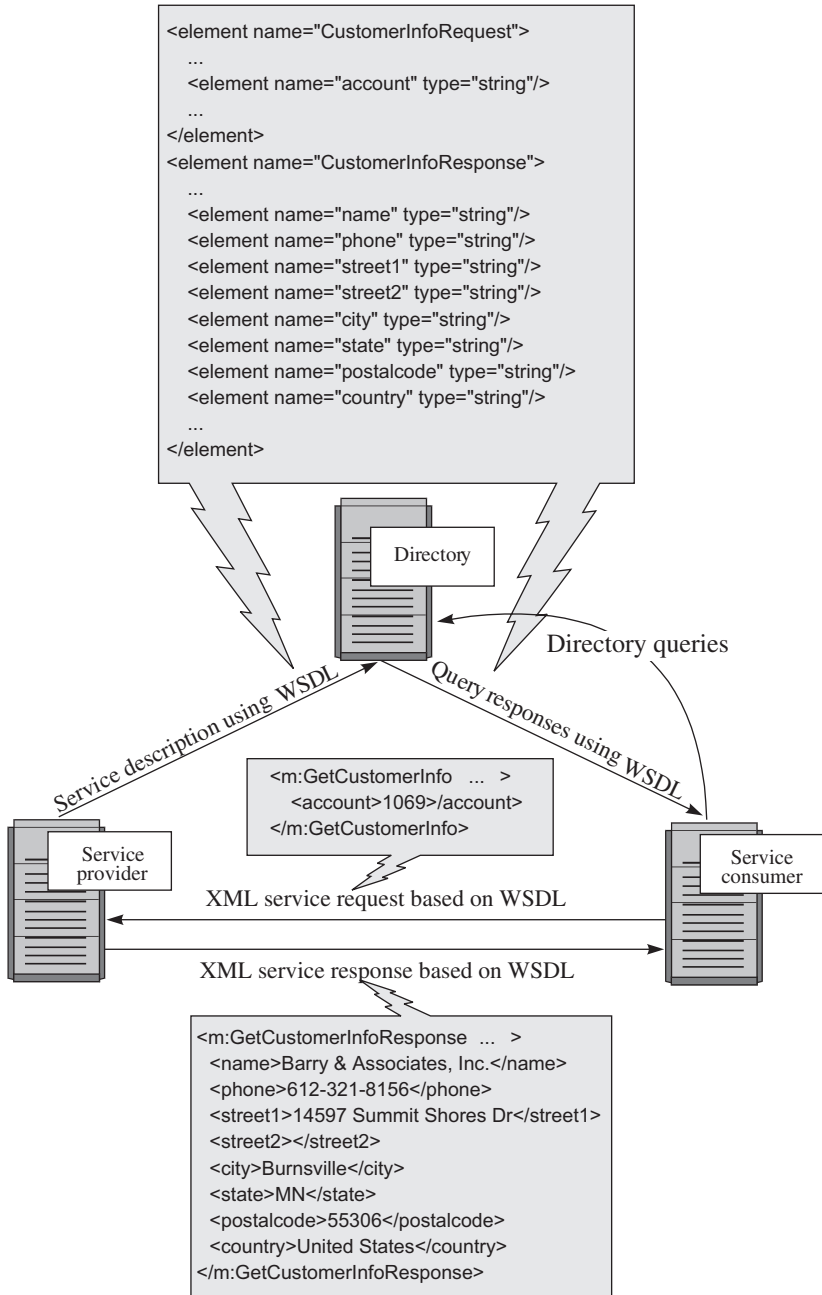 <element name="CustomerInfoRequest">
...
<element name="account" type="string"/>
...
</element>
<element name="CustomerInfoResponse">
...
<element name="name" type="string"/>
<element name="phone" type="string"/>
<element name="street1" type="string"/>
<element name="street2" type="string"/>
<element name="city" type="string"/>
<element name="state" type="string"/>
<element name="postalcode" type="string"/>
<element name="country" type="string"/>
...
</element>
Directory
Directory queries
Service description using WSDL
Query responses using WSDL
<m:GetCustomerInfo ... >
<account>1069>/account>
</m:GetCustomerInfo>
Service
provider
Service
consumer
XML service request based on WSDL
XML service response based on WSDL
<m:GetCustomerInfoResponse ... >
<name>Barry & Associates, Inc.</name>
<phone>612-321-8156</phone>
<street1>14597 Summit Shores Dr</street1>
<street2></street2>
<city>Burnsville</city>
<state>MN</state>
<postalcode>55306</postalcode>
<country>United States</country>
</m:GetCustomerInfoResponse>